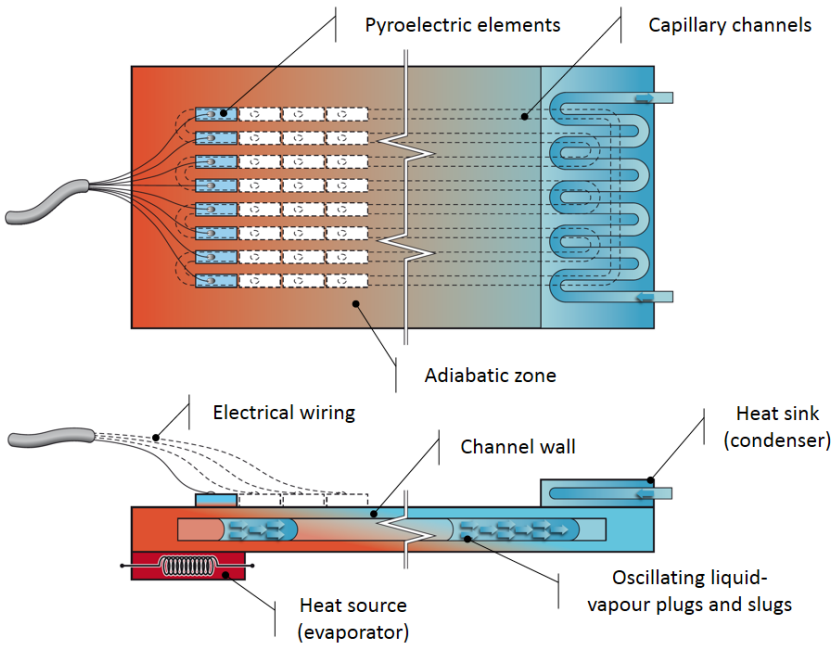 Pyroelectric elements
Capillary channels
Adiabatic zone
Electrical wiring
Channel wall
Heat sink
(condenser)
Oscillating liquid-
vapour plugs and slugs
Heat source
(evaporator)